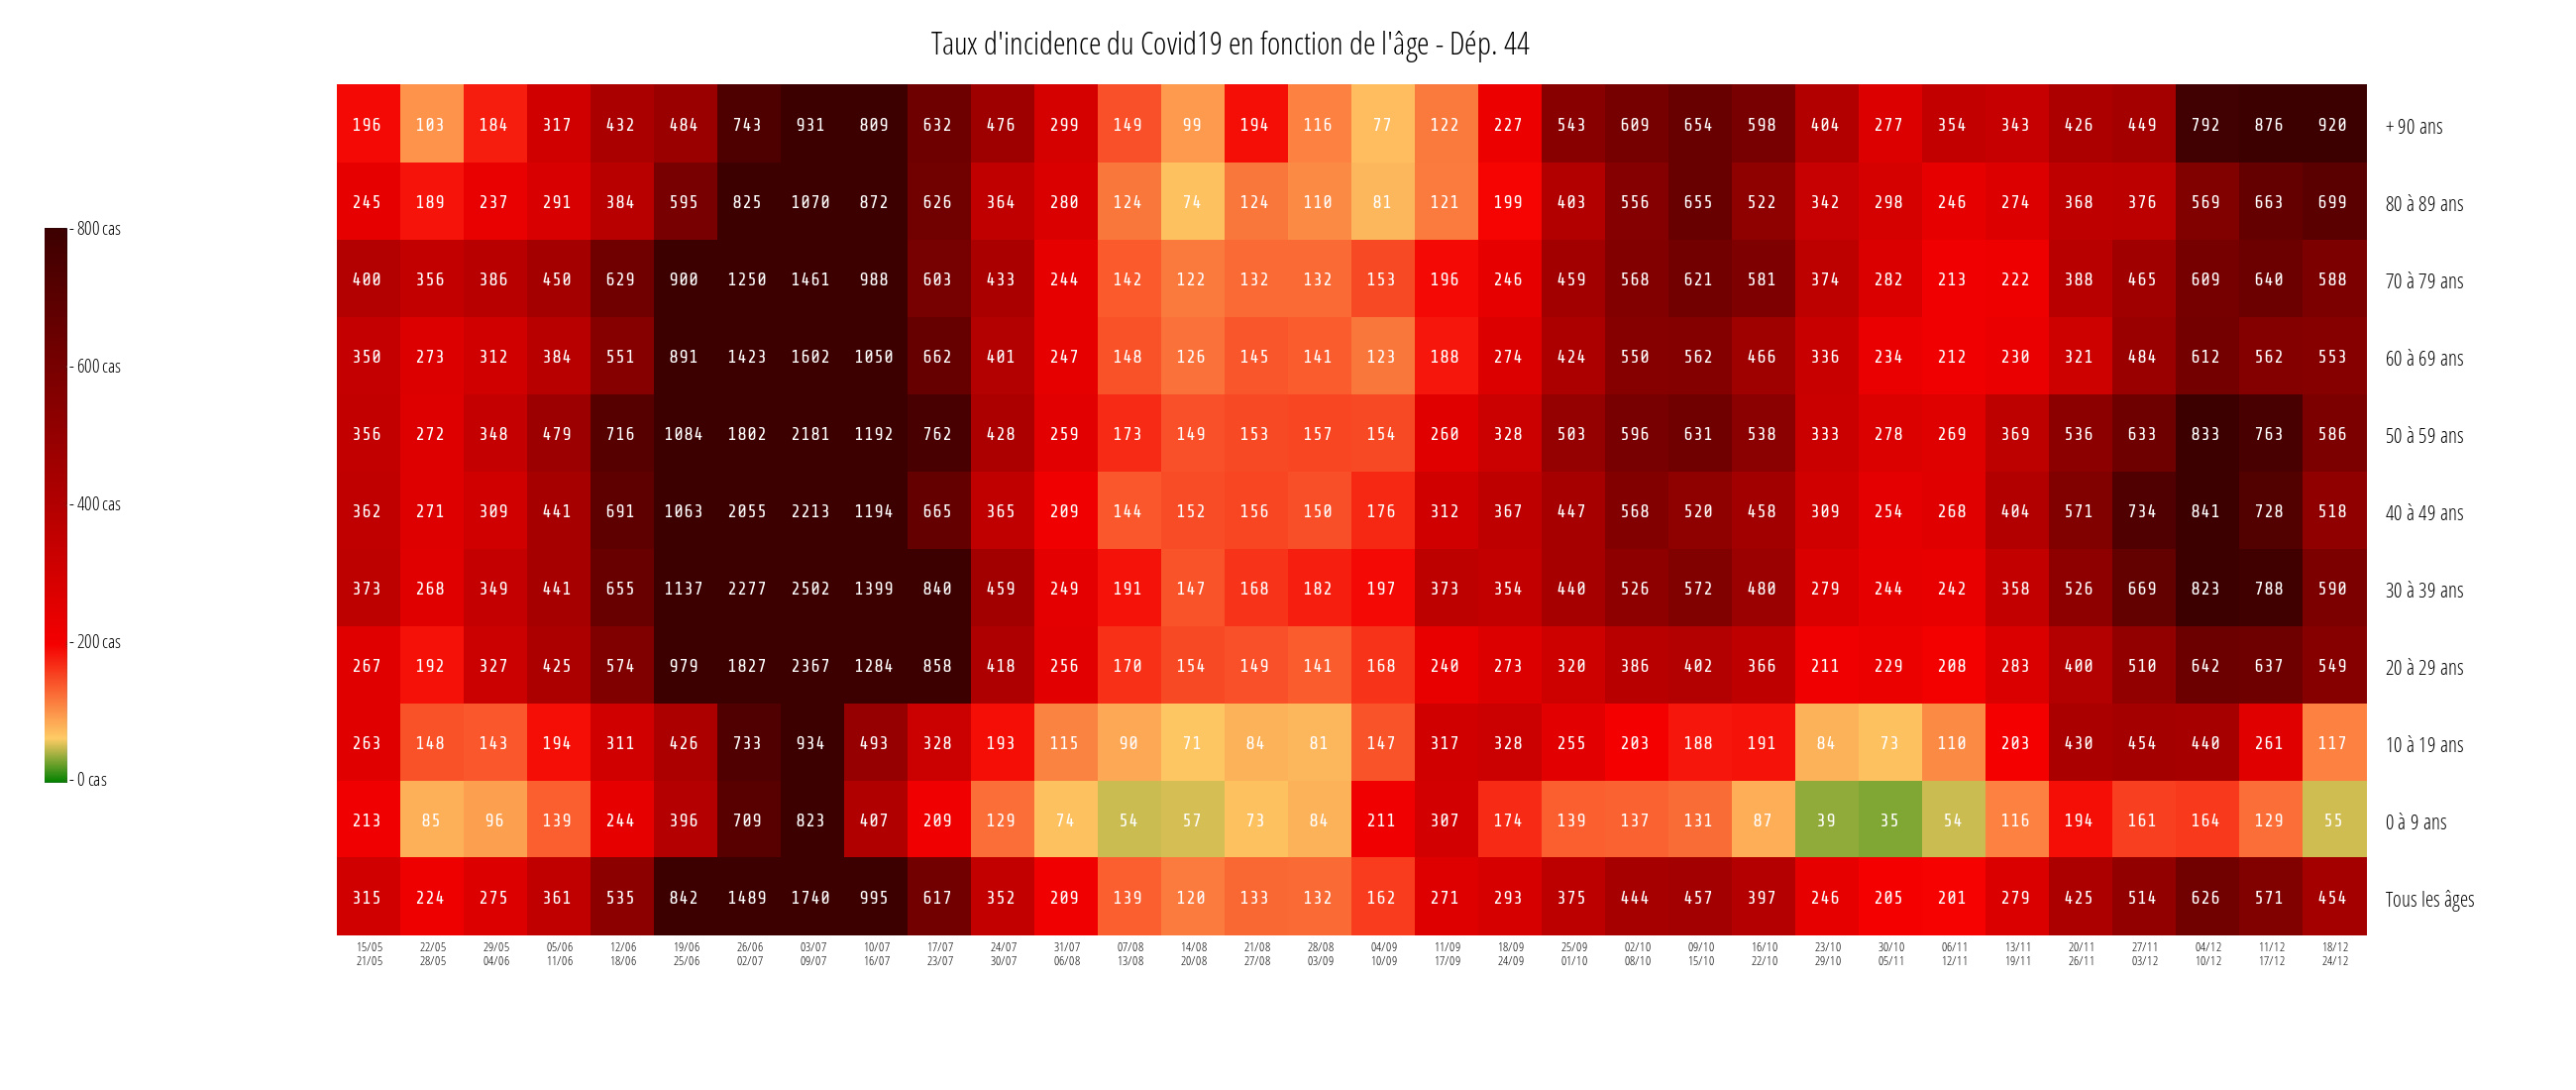 Taux d'incidence du Covid19 en fonction de l'âge - Dép. 44
196 103 184 317 432 484 743 931 809 632 476 299 149 99 194 116 77 122 227 543 609 654 598 404 277 354 343 426 449 792 876 920 + 90 ans
245 189 237 291 384 595 825 1070 872 626 364 280 124 74 124 110 81 121 199 403 556 655 522 342 298 246 274 368 376 569 663 699 80 à 89 ans
- 800 cas
400 356 386 450 629 900 1250 1461 988 603 433 244 142 122 132 132 153 196 246 459 568 621 581 374 282 213 222 388 465 609 640 588 70 à 79 ans
350 273 312 384 551 891 1423 1602 1050 662 401 247 148 126 145 141 123 188 274 424 550 562 466 336 234 212 230 321 484 612 562 553 60 à 69 ans
- 600 cas
356 272 348 479 716 1084 1802 2181 1192 762 428 259 173 149 153 157 154 260 328 503 596 631 538 333 278 269 369 536 633 833 763 586 50 à 59 ans
- 400 cas
362 271 309 441 691 1063 2055 2213 1194 665 365 209 144 152 156 150 176 312 367 447 568 520 458 309 254 268 404 571 734 841 728 518 40 à 49 ans
373 268 349 441 655 1137 2277 2502 1399 840 459 249 191 147 168 182 197 373 354 440 526 572 480 279 244 242 358 526 669 823 788 590 30 à 39 ans
- 200 cas
267 192 327 425 574 979 1827 2367 1284 858 418 256 170 154 149 141 168 240 273 320 386 402 366 211 229 208 283 400 510 642 637 549 20 à 29 ans
263 148 143 194 311 426 733 934 493 328 193 115 90 71 84 81 147 317 328 255 203 188 191 84 73 110 203 430 454 440 261 117 10 à 19 ans
- 0 cas
213 85 96 139 244 396 709 823 407 209 129 74 54 57 73 84 211 307 174 139 137 131 87 39 35 54 116 194 161 164 129 55 0 à 9 ans
315 224 275 361 535 842 1489 1740 995 617 352 209 139 120 133 132 162 271 293 375 444 457 397 246 205 201 279 425 514 626 571 454 Tous les âges
15/05 22/05 29/05 05/06 12/06 19/06 26/06 03/07 10/07 17/07 24/07 31/07 07/08 14/08 21/08 28/08 04/09 11/09 18/09 25/09 02/10 09/10 16/10 23/10 30/10 06/11 13/11 20/11 27/11 04/12 11/12 18/12
21/05 28/05 04/06 11/06 18/06 25/06 02/07 09/07 16/07 23/07 30/07 06/08 13/08 20/08 27/08 03/09 10/09 17/09 24/09 01/10 08/10 15/10 22/10 29/10 05/11 12/11 19/11 26/11 03/12 10/12 17/12 24/12